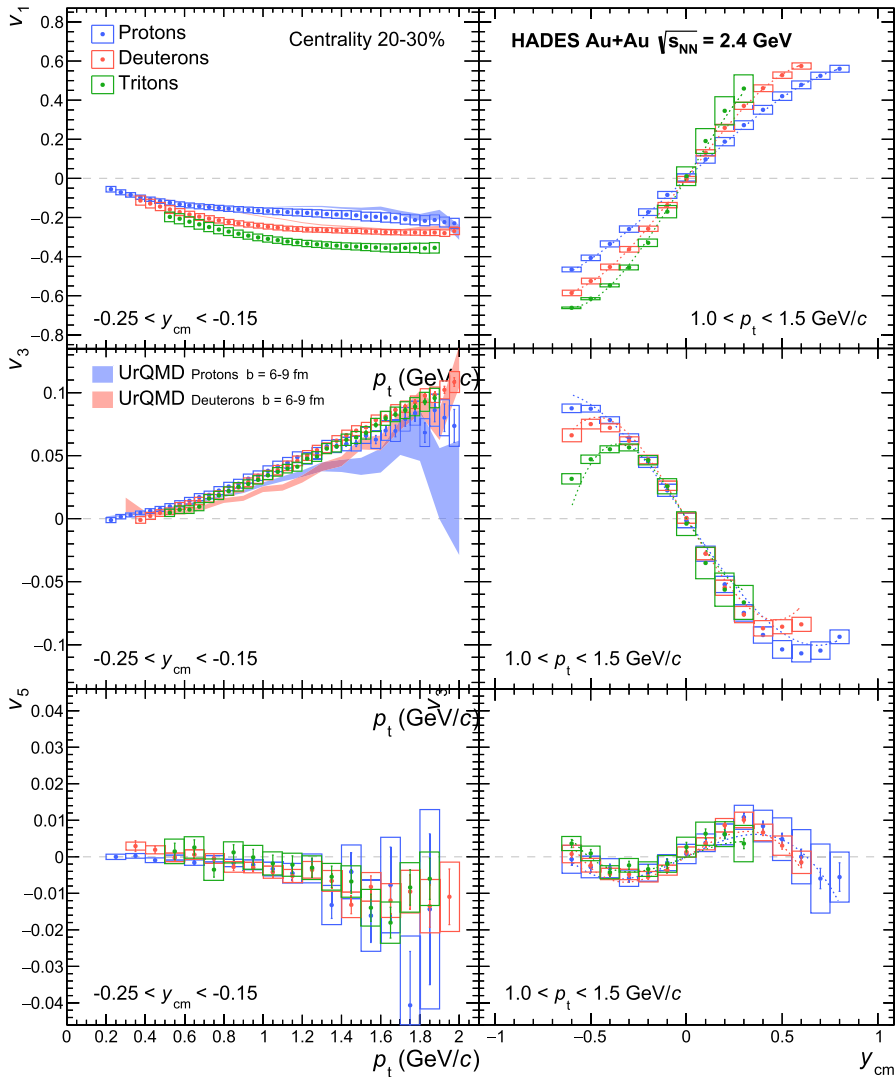 v1
Protons
Deuterons
Tritons
Centrality 20-30%
HADES Au+Au √sNN = 2.4 GeV
0.8
0.6
0.4
0.2
0
−0.2
−0.4
−0.6
−0.8
-0.25 < ycm < -0.15
1.0 < pt < 1.5 GeV/c
v3
UrQMD Protons b = 6-9 fm
UrQMD Deuterons b = 6-9 fm
pt (GeV/c)
0.1
0.05
0
−0.05
−0.1
-0.25 < ycm < -0.15
1.0 < pt < 1.5 GeV/c
v5
v3
pt (GeV/c)
0.04
0.03
0.02
0.01
0
−0.01
−0.02
−0.03
−0.04
-0.25 < ycm < -0.15
1.0 < pt < 1.5 GeV/c
0 0.2 0.4 0.6 0.8 1 1.2 1.4 1.6 1.8 2
−1 −0.5 0 0.5 1
pt (GeV/c)
ycm